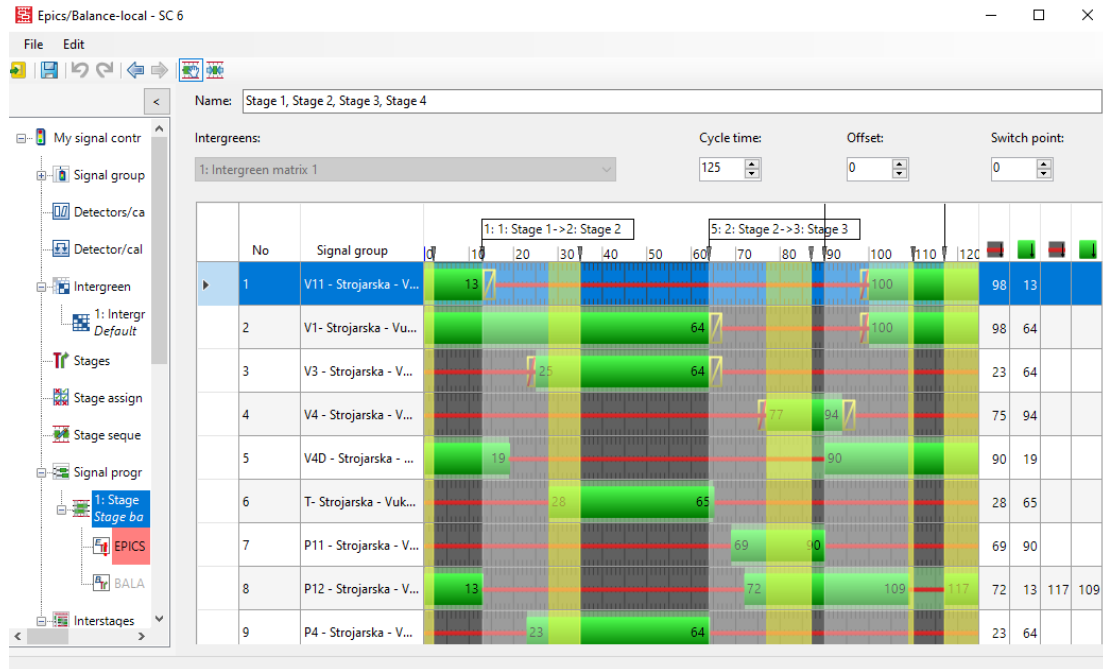 Epics/Balance-local - SC 6
File Edit
Name: Stage 1, Stage 2, Stage 3, Stage 4
<
My signal contr
Intergreens: Cycle time: Offset: Switch point:
1: Intergreen matrix 1 125 0 0
Signal group
Detectors/ca
Detector/cal
Intergreen
1: Intergr
Default
Stages
Stage assign
Stage seque
Signal progr
1: Stage
Stage ba
EPICS
BALA
Interstages
1: 1: Stage 1->2: Stage 2 5: 2: Stage 2->3: Stage 3
No Signal group 0 10 20 30 40 50 60 70 80 90 100 110 120
1 V11 - Strojarska - V... 13 100 98 13
2 V1- Strojarska - Vu... 64 100 98 64
3 V3 - Strojarska - V... 25 64 23 64
4 V4 - Strojarska - V... 77 94 75 94
5 V4D - Strojarska - ... 19 90 90 19
6 T- Strojarska - Vuk... 28 65 28 65
7 P11 - Strojarska - V... 69 90 69 90
8 P12 - Strojarska - V... 13 72 109 117 72 13 117 109
9 P4 - Strojarska - V... 23 64 23 64